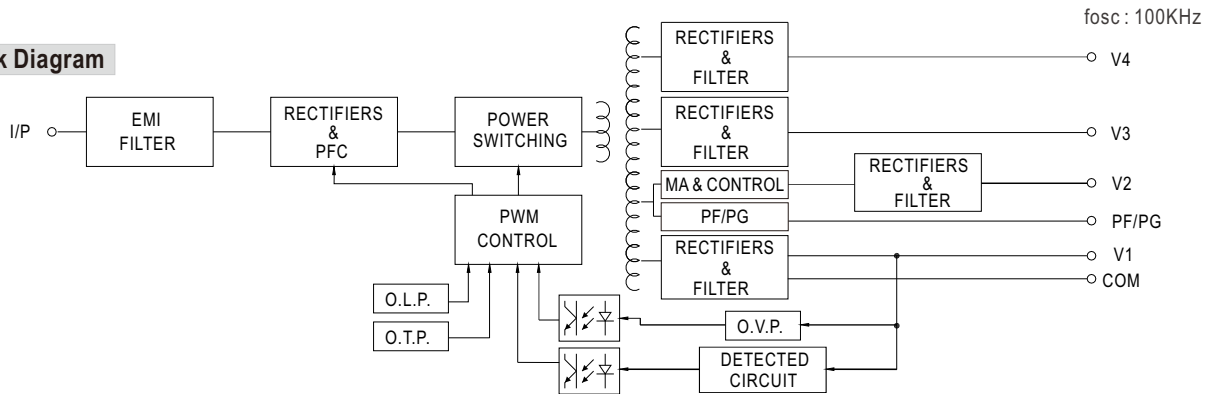 fosc : 100KHz
k Diagram
I/P
EMI
FILTER
RECTIFIERS
&
PFC
POWER
SWITCHING
PWM
CONTROL
O.L.P.
O.T.P.
RECTIFIERS
&
FILTER
V4
RECTIFIERS
&
FILTER
V3
MA & CONTROL
RECTIFIERS
&
FILTER
V2
PF/PG
PF/PG
RECTIFIERS
&
FILTER
V1
COM
O.V.P.
DETECTED
CIRCUIT